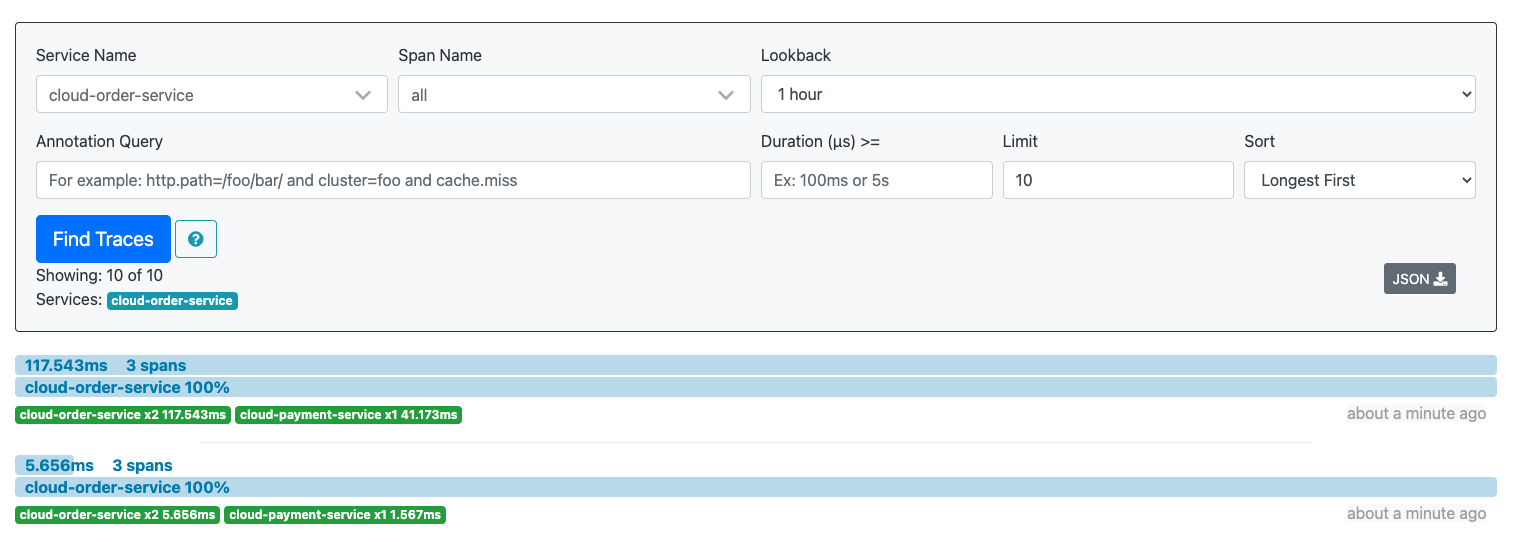 Service Name Span Name Lookback
cloud-order-service all 1 hour
Annotation Query Duration (μs) >= Limit Sort
For example: http.path=/foo/bar/ and cluster=foo and cache.miss Ex: 100ms or 5s 10 Longest First
Find Traces ?
Showing: 10 of 10
JSON
Services: cloud-order-service
117.543ms 3 spans
cloud-order-service 100%
cloud-order-service x2 117.543ms cloud-payment-service x1 41.173ms about a minute ago
5.656ms 3 spans
cloud-order-service 100%
cloud-order-service x2 5.656ms cloud-payment-service x1 1.567ms about a minute ago